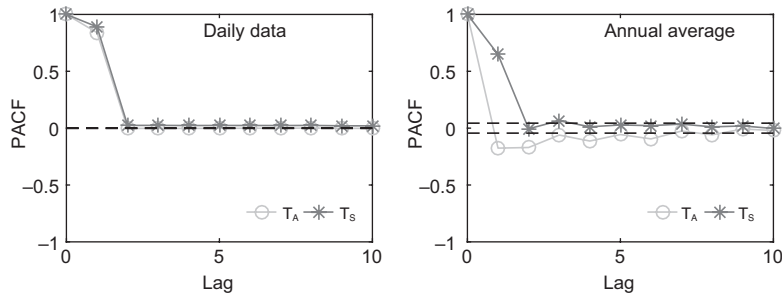 Daily data
1
0.5
0
–0.5
–1
PACF
0
5
10
Lag
T_A
T_S
Annual average
1
0.5
0
–0.5
–1
PACF
0
5
10
Lag
T_A
T_S